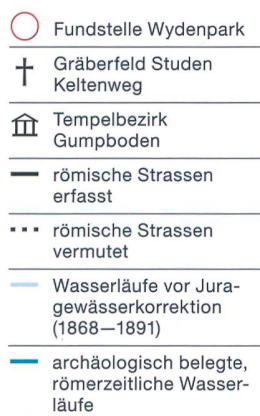 Fundstelle Wydenpark
Gräberfeld Studen
Keltenweg
Tempelbezirk
Gumpboden
römische Strassen
erfasst
römische Strassen
vermutet
Wasserläufe vor Jura-
gewässerkorrektion
(1868—1891)
archäologisch belegte,
römerzeitliche Wasser-
läufe